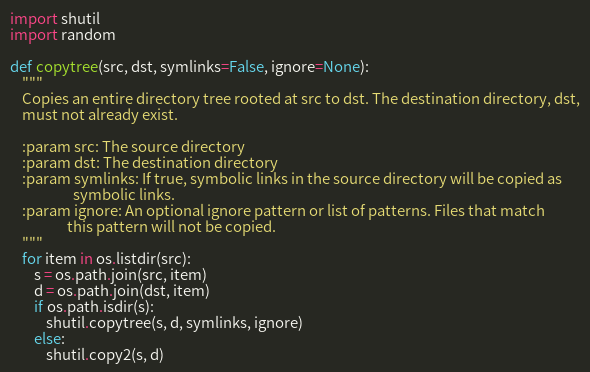 import shutil
import random

def copytree(src, dst, symlinks=False, ignore=None):
    """
    Copies an entire directory tree rooted at src to dst. The destination directory, dst,
    must not already exist.

    :param src: The source directory
    :param dst: The destination directory
    :param symlinks: If true, symbolic links in the source directory will be copied as
                     symbolic links.
    :param ignore: An optional ignore pattern or list of patterns. Files that match
                   this pattern will not be copied.
    """
    for item in os.listdir(src):
        s = os.path.join(src, item)
        d = os.path.join(dst, item)
        if os.path.isdir(s):
            shutil.copytree(s, d, symlinks, ignore)
        else:
            shutil.copy2(s, d)